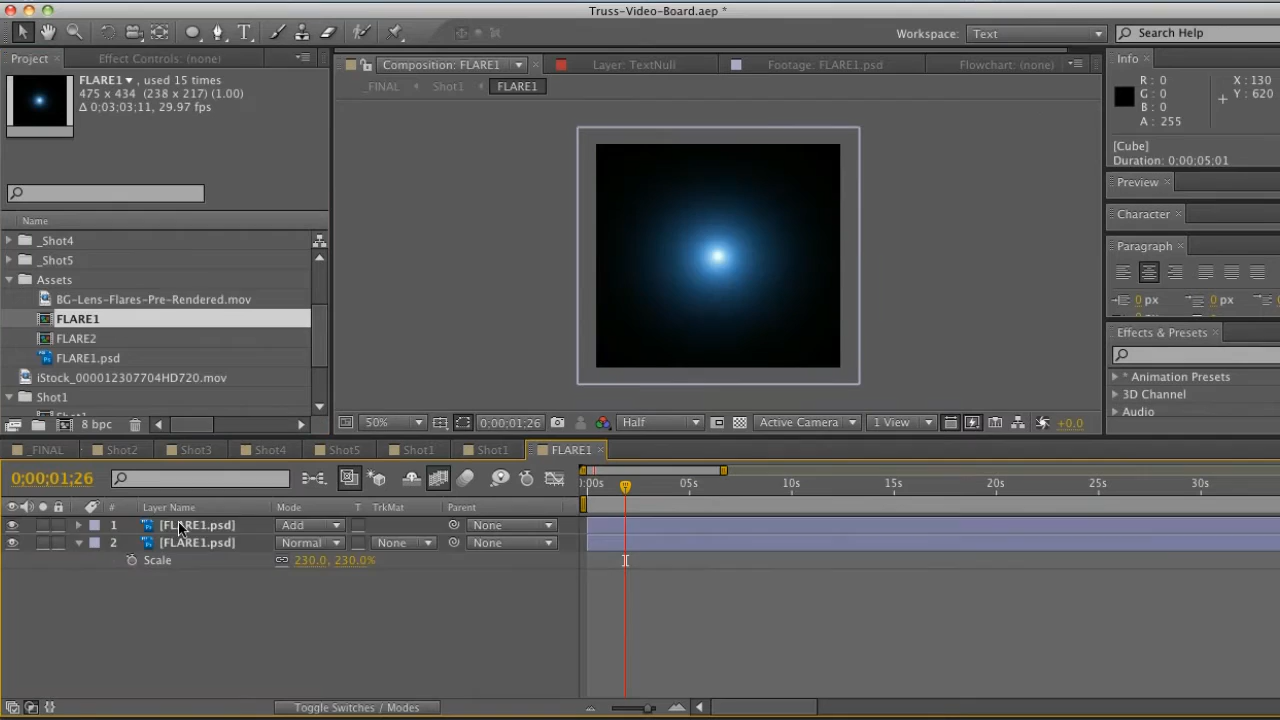 Truss-Video-Board.aep *
Workspace: Text
Search Help
Project × Effect Controls: (none)
Composition: FLARE1
Layer: TextNull
Footage: FLARE1.psd
Flowchart: (none)
Info ×
FLARE1 , used 15 times
475 x 434 (238 x 217) (1.00)
Δ 0;03;03;11, 29.97 fps
_FINAL Shot1 FLARE1
R: 0
G: 0
B: 0
A: 255
X: 130
Y: 620
[Cube]
Duration: 0;00;05;01
Preview ×
Character ×
Paragraph ×
0 px 0 px
0 px
Effects & Presets ×
* Animation Presets
3D Channel
Audio
Name
_Shot4
_Shot5
Assets
BG-Lens-Flares-Pre-Rendered.mov
FLARE1
FLARE2
FLARE1.psd
iStock_000012307704HD720.mov
Shot1
Shot1
8 bpc
50% 0;00;01;26 Half Active Camera 1 View +0.0
_FINAL Shot2 Shot3 Shot4 Shot5 Shot1 Shot1 FLARE1 ×
0;00;01;26
:00s 05s 10s 15s 20s 25s 30s
# Layer Name Mode T TrkMat Parent
1 [FLARE1.psd] Add None
2 [FLARE1.psd] Normal None None
Scale 230.0, 230.0%
Toggle Switches / Modes